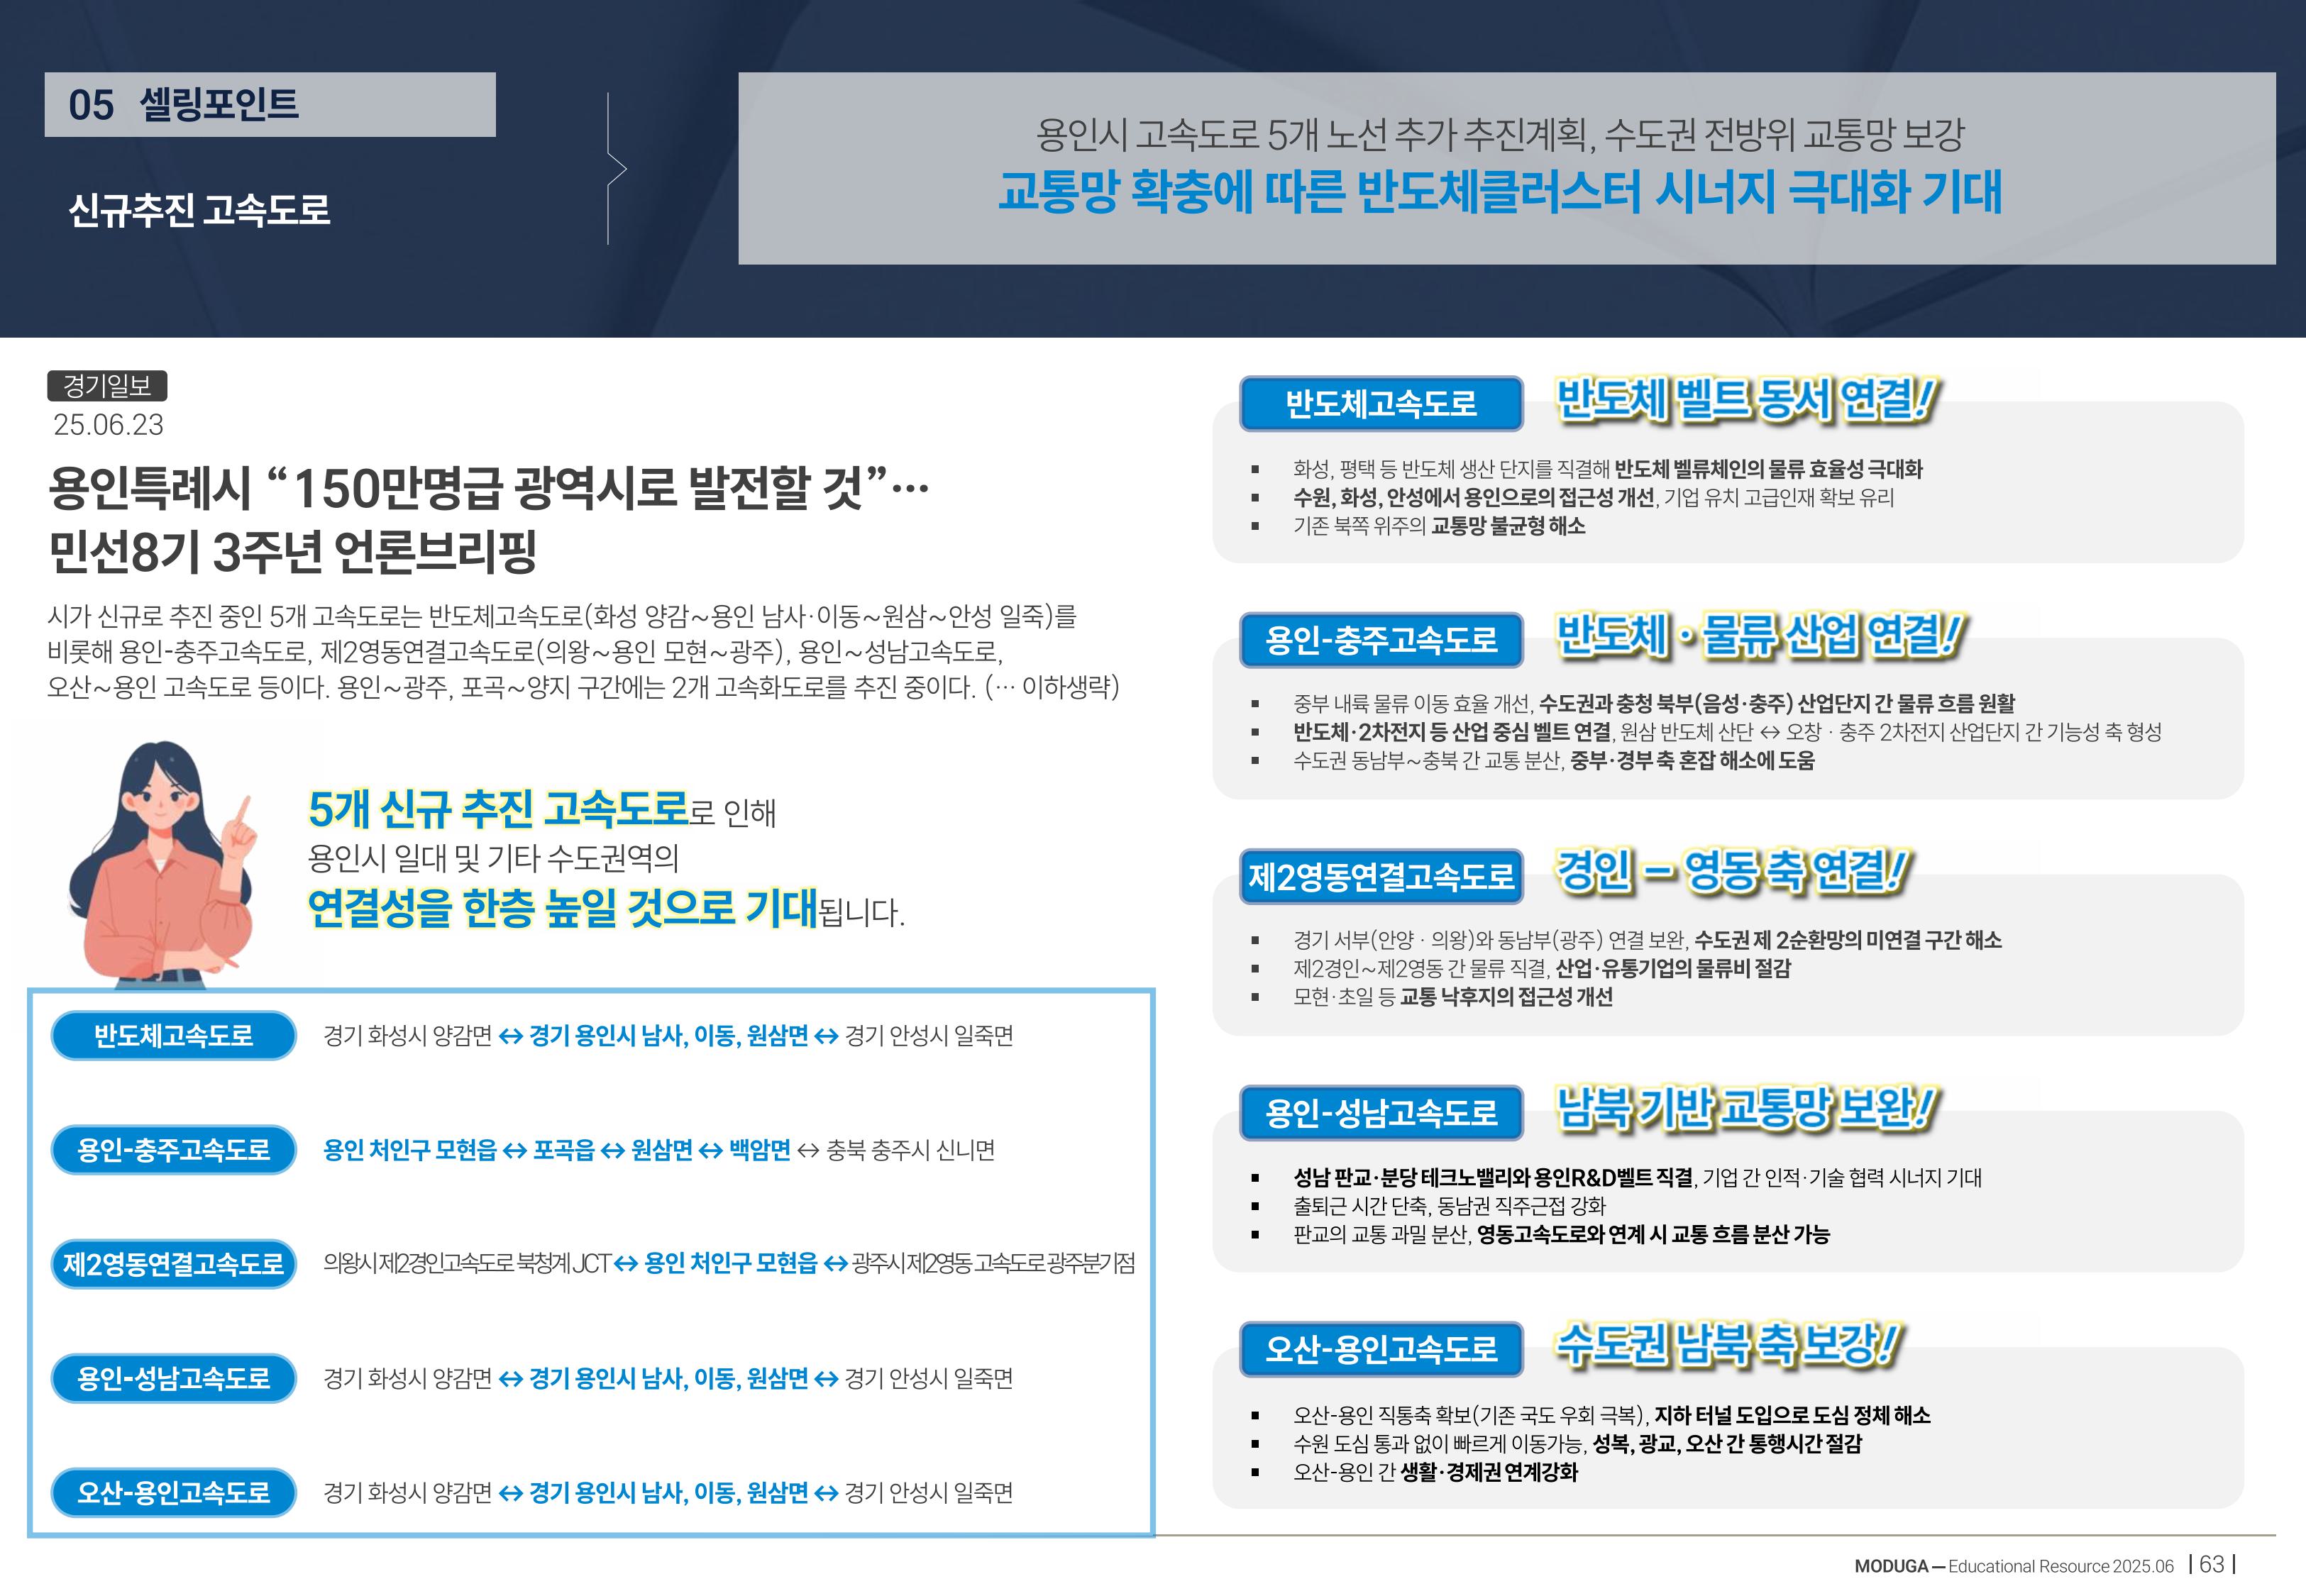 05 셀링포인트
신규추진 고속도로
용인시 고속도로 5개 노선 추가 추진계획, 수도권 전방위 교통망 보강
교통망 확충에 따른 반도체클러스터 시너지 극대화 기대
경기일보
25.06.23
용인특례시 “150만명급 광역시로 발전할 것”…
민선8기 3주년 언론브리핑
시가 신규로 추진 중인 5개 고속도로는 반도체고속도로(화성 양감~용인 남사·이동~원삼~안성 일죽)를
비롯해 용인-충주고속도로, 제2영동연결고속도로(의왕~용인 모현~광주), 용인~성남고속도로,
오산~용인 고속도로 등이다. 용인~광주, 포곡~양지 구간에는 2개 고속화도로를 추진 중이다. (… 이하생략)
5개 신규 추진 고속도로로 인해
용인시 일대 및 기타 수도권역의
연결성을 한층 높일 것으로 기대됩니다.
반도체고속도로 경기 화성시 양감면 ↔ 경기 용인시 남사, 이동, 원삼면 ↔ 경기 안성시 일죽면
용인-충주고속도로 용인 처인구 모현읍 ↔ 포곡읍 ↔ 원삼면 ↔ 백암면 ↔ 충북 충주시 신니면
제2영동연결고속도로 의왕시 제2경인고속도로 북청계 JCT ↔ 용인 처인구 모현읍 ↔ 광주시 제2영동 고속도로 광주분기점
용인-성남고속도로 경기 화성시 양감면 ↔ 경기 용인시 남사, 이동, 원삼면 ↔ 경기 안성시 일죽면
오산-용인고속도로 경기 화성시 양감면 ↔ 경기 용인시 남사, 이동, 원삼면 ↔ 경기 안성시 일죽면
반도체고속도로 반도체 벨트 동서 연결!
▪ 화성, 평택 등 반도체 생산 단지를 직결해 반도체 벨류체인의 물류 효율성 극대화
▪ 수원, 화성, 안성에서 용인으로의 접근성 개선, 기업 유치 고급인재 확보 유리
▪ 기존 북쪽 위주의 교통망 불균형 해소
용인-충주고속도로 반도체 · 물류 산업 연결!
▪ 중부 내륙 물류 이동 효율 개선, 수도권과 충청 북부(음성·충주) 산업단지 간 물류 흐름 원활
▪ 반도체·2차전지 등 산업 중심 벨트 연결, 원삼 반도체 산단 ↔ 오창 · 충주 2차전지 산업단지 간 기능성 축 형성
▪ 수도권 동남부~충북 간 교통 분산, 중부·경부 축 혼잡 해소에 도움
제2영동연결고속도로 경인 – 영동 축 연결!
▪ 경기 서부(안양 · 의왕)와 동남부(광주) 연결 보완, 수도권 제 2순환망의 미연결 구간 해소
▪ 제2경인~제2영동 간 물류 직결, 산업·유통기업의 물류비 절감
▪ 모현·초일 등 교통 낙후지의 접근성 개선
용인-성남고속도로 남북 기반 교통망 보완!
▪ 성남 판교·분당 테크노밸리와 용인R&D벨트 직결, 기업 간 인적·기술 협력 시너지 기대
▪ 출퇴근 시간 단축, 동남권 직주근접 강화
▪ 판교의 교통 과밀 분산, 영동고속도로와 연계 시 교통 흐름 분산 가능
오산-용인고속도로 수도권 남북 축 보강!
▪ 오산-용인 직통축 확보(기존 국도 우회 극복), 지하 터널 도입으로 도심 정체 해소
▪ 수원 도심 통과 없이 빠르게 이동가능, 성복, 광교, 오산 간 통행시간 절감
▪ 오산-용인 간 생활·경제권 연계강화
MODUGA — Educational Resource 2025.06 | 63 |